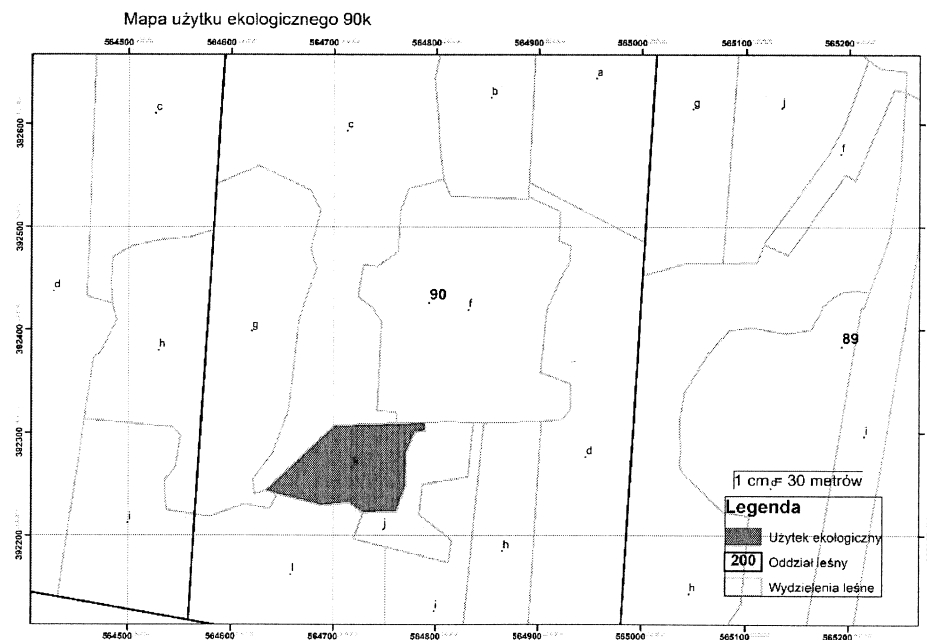 Mapa użytku ekologicznego 90k
564500 564600 564700 564800 564900 565000 565100 565200
392600
392500
392400
392300
392200
c
c
b
a
g
j
f
d
h
g
90
f
89
i
d
k
i
j
h
l
i
h
1 cm = 30 metrów
Legenda
Użytek ekologiczny
200 Oddział leśny
Wydzielenia leśne
564500 564600 564700 564800 564900 565000 565100 565200